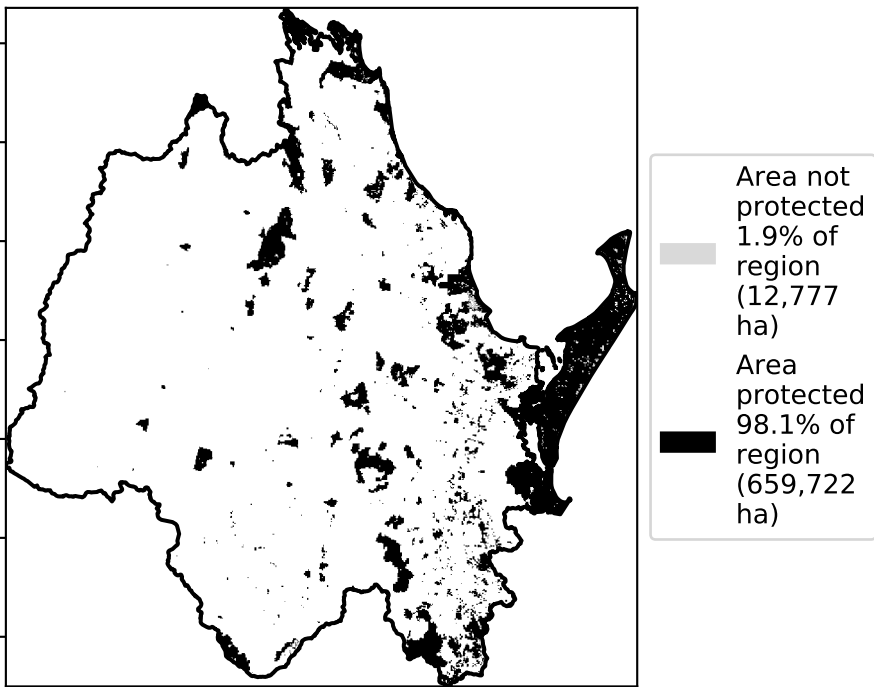 Area not
protected
1.9% of
region
(12,777
ha)
Area
protected
98.1% of
region
(659,722
ha)